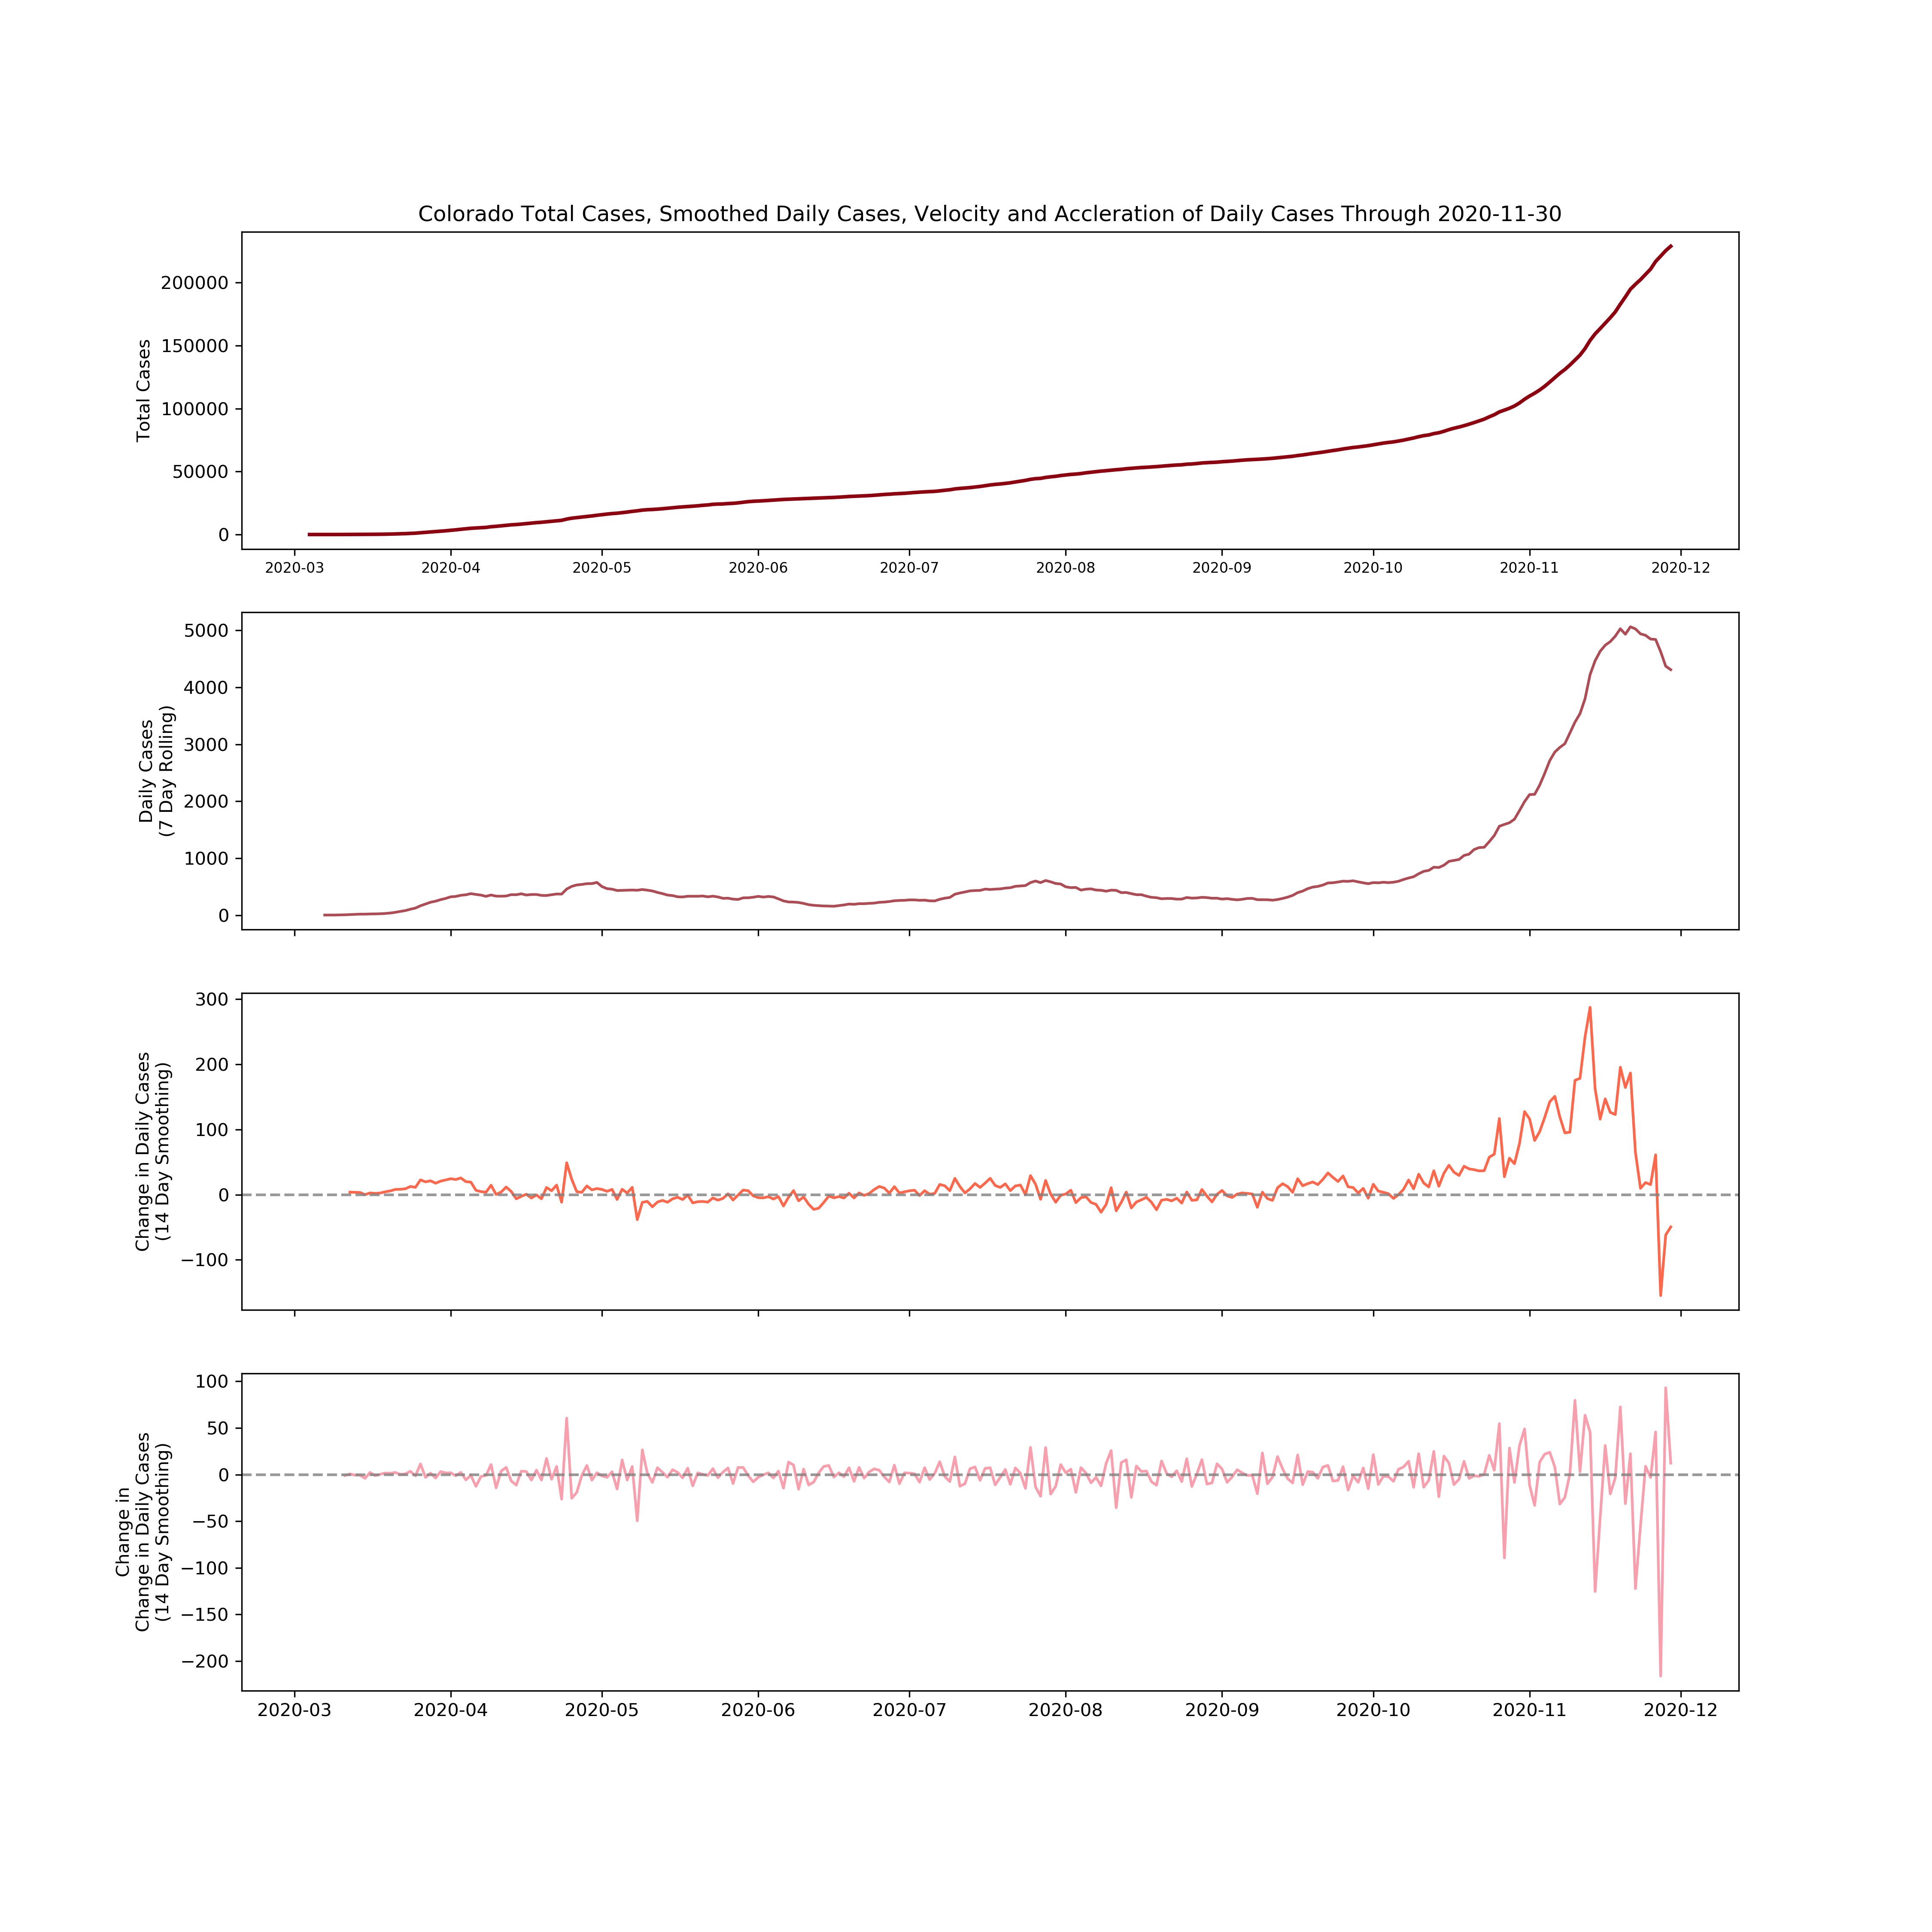 Colorado Total Cases, Smoothed Daily Cases, Velocity and Accleration of Daily Cases Through 2020-11-30
Total Cases
200000
150000
100000
50000
0
2020-03 2020-04 2020-05 2020-06 2020-07 2020-08 2020-09 2020-10 2020-11 2020-12
Daily Cases
(7 Day Rolling)
5000
4000
3000
2000
1000
0
Change in Daily Cases
(14 Day Smoothing)
300
200
100
0
−100
Change in
Change in Daily Cases
(14 Day Smoothing)
100
50
0
−50
−100
−150
−200
2020-03 2020-04 2020-05 2020-06 2020-07 2020-08 2020-09 2020-10 2020-11 2020-12